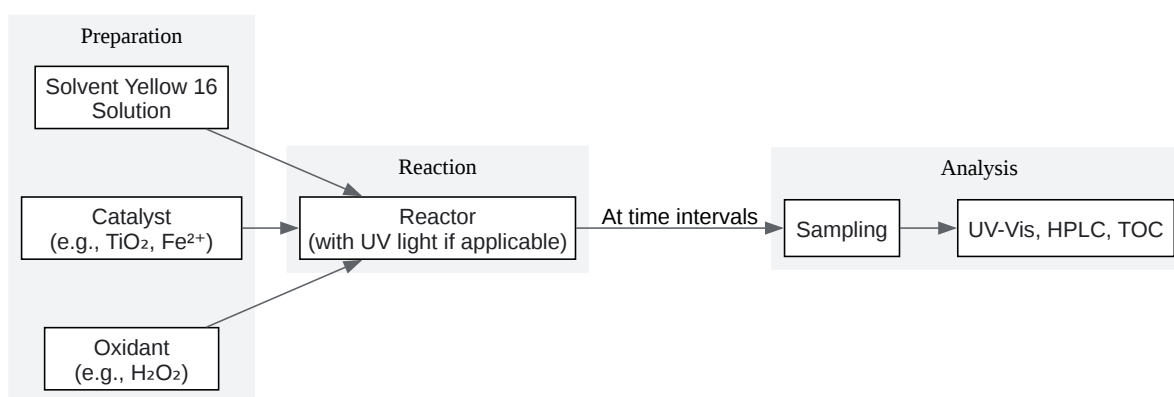 Preparation
Solvent Yellow 16
Solution
Catalyst
(e.g., TiO₂, Fe²⁺)
Oxidant
(e.g., H₂O₂)
Reaction
Reactor
(with UV light if applicable)
At time intervals
Analysis
Sampling
UV-Vis, HPLC, TOC